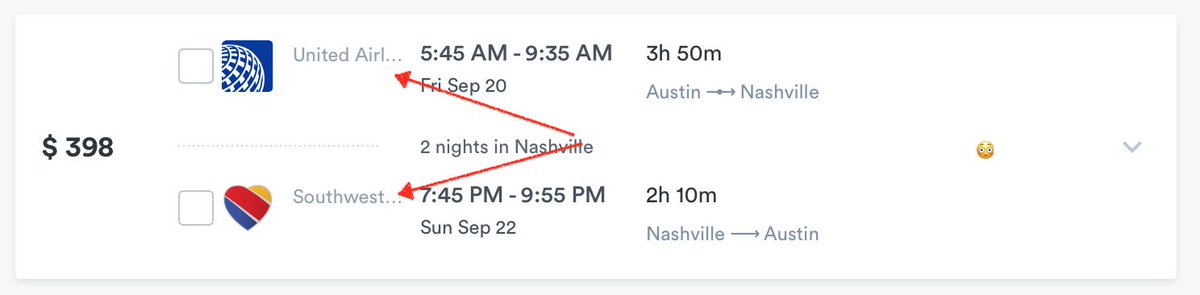 United Airl... 5:45 AM - 9:35 AM 3h 50m
Fri Sep 20 Austin Nashville
$ 398 2 nights in Nashville
Southwest... 7:45 PM - 9:55 PM 2h 10m
Sun Sep 22 Nashville Austin